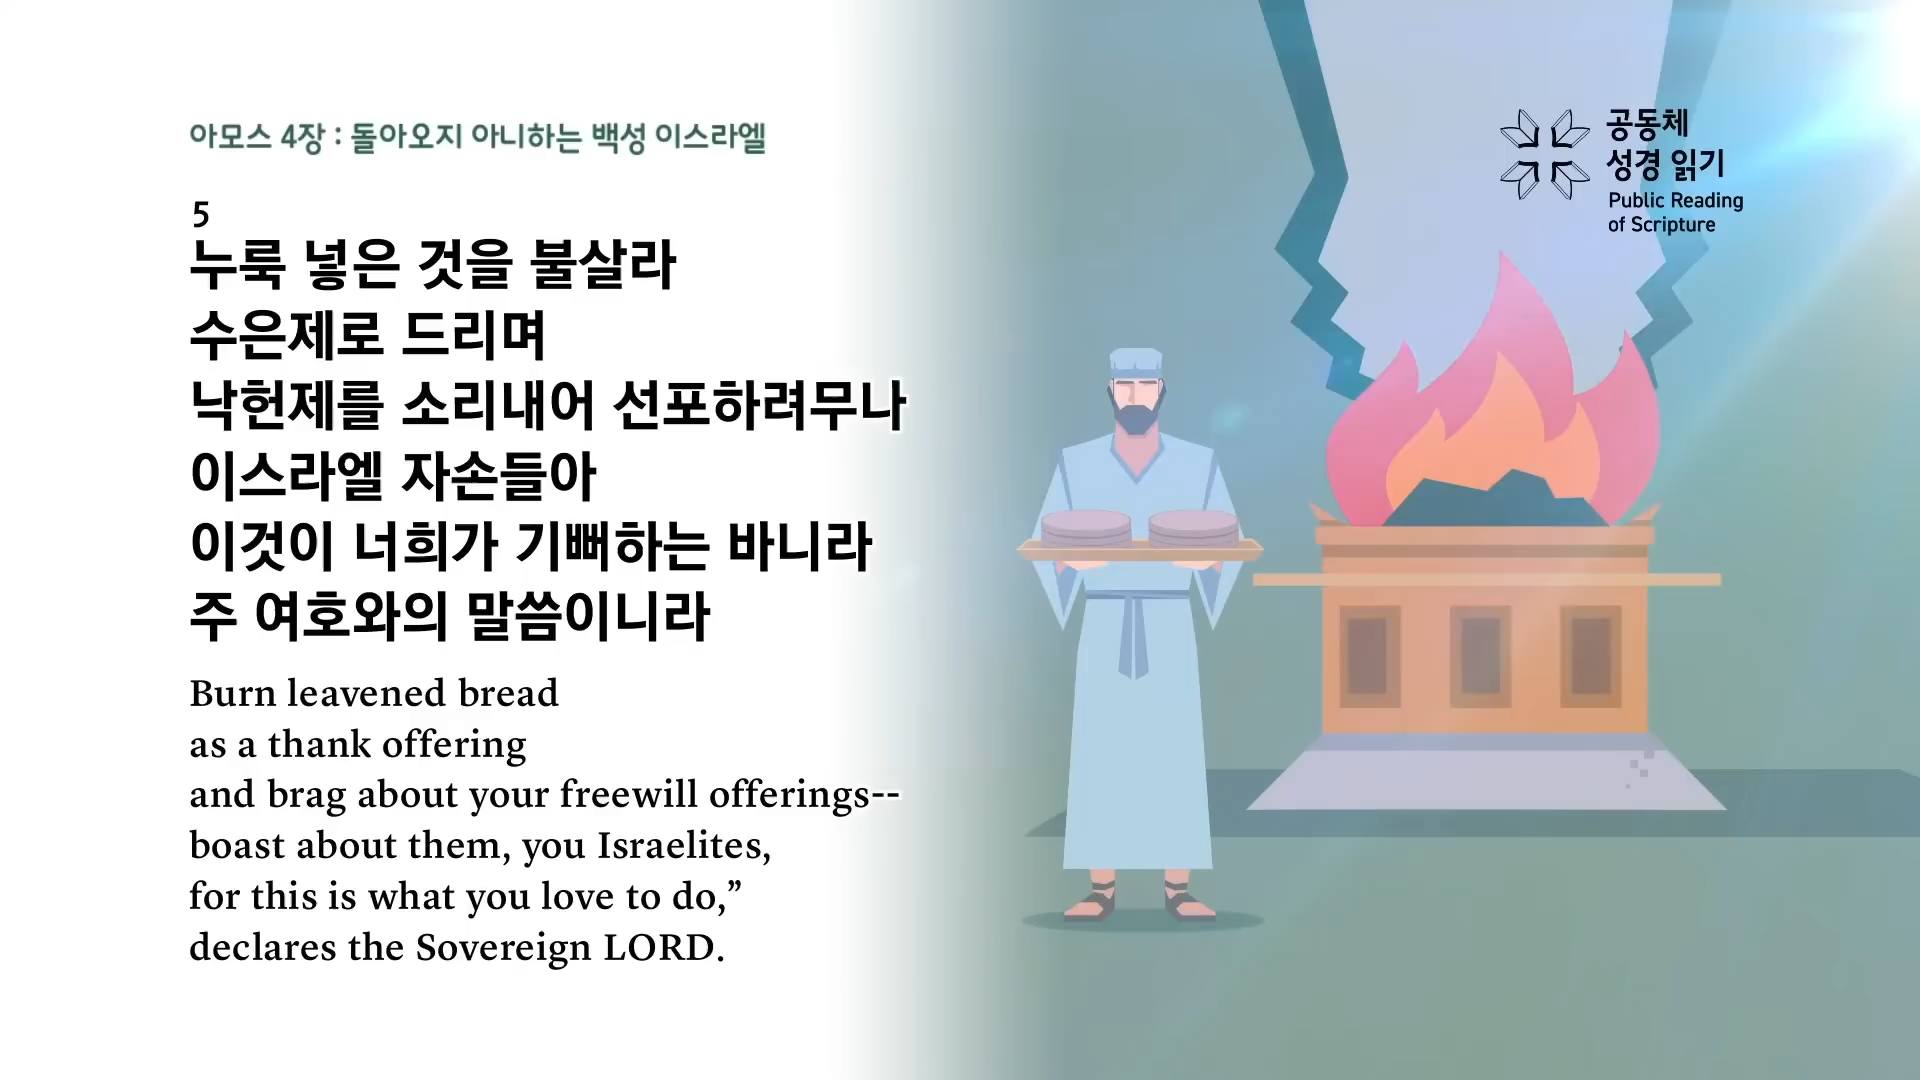 아모스 4장 : 돌아오지 아니하는 백성 이스라엘
5
누룩 넣은 것을 불살라
수은제로 드리며
낙헌제를 소리내어 선포하려무나
이스라엘 자손들아
이것이 너희가 기뻐하는 바니라
주 여호와의 말씀이니라
Burn leavened bread
as a thank offering
and brag about your freewill offerings--
boast about them, you Israelites,
for this is what you love to do,”
declares the Sovereign LORD.
공동체
성경 읽기
Public Reading
of Scripture